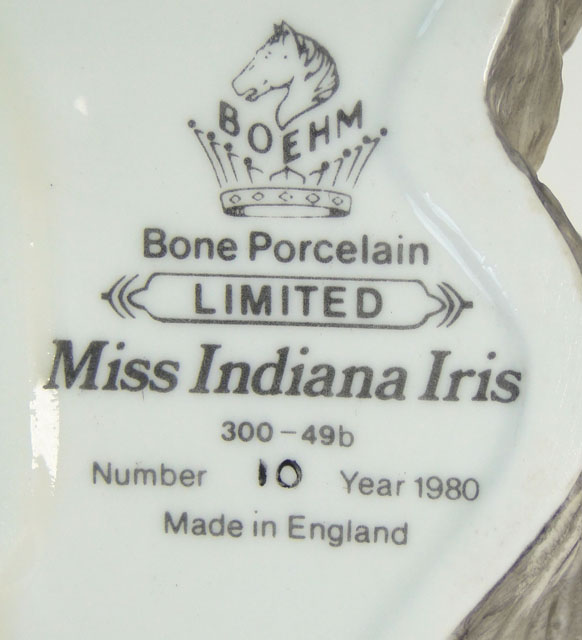 BOEHM
Bone Porcelain
LIMITED
Miss Indiana Iris
300-49b
Number 10 Year 1980
Made in England